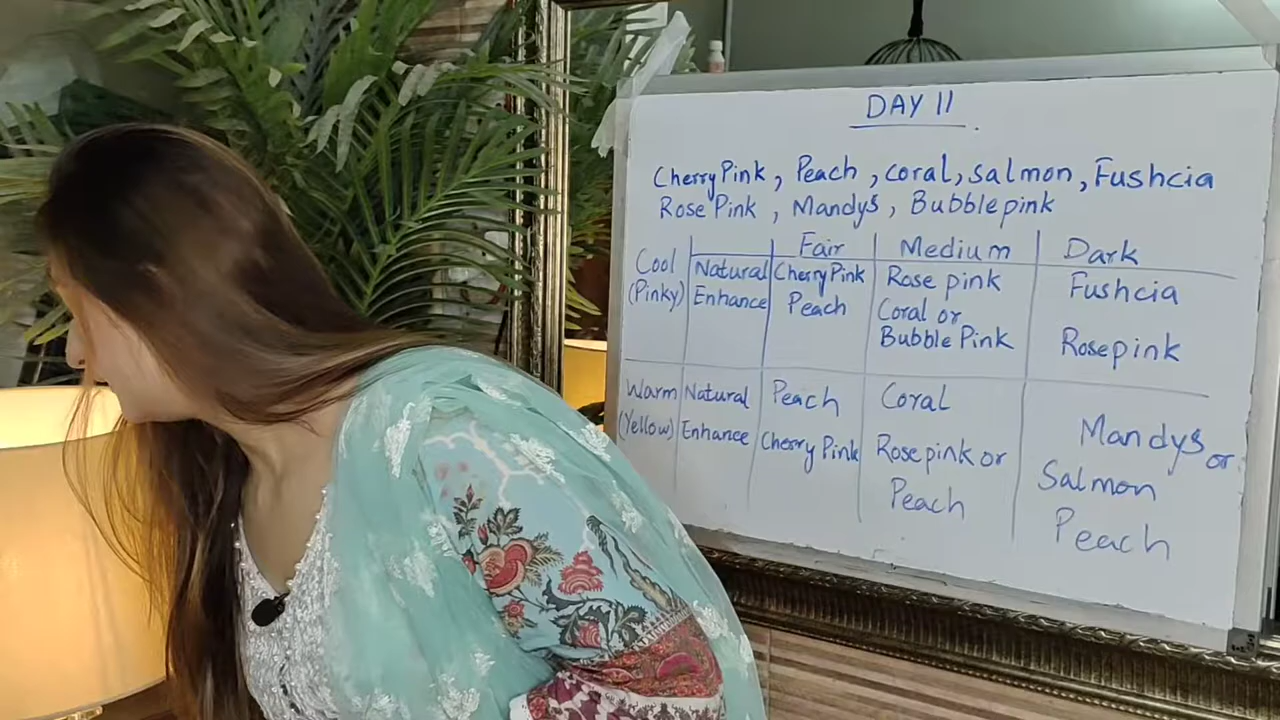 DAY 11
Cherry Pink, Peach, coral, salmon, Fushcia
Rose Pink, Mandys, Bubblepink
Fair Medium Dark
Cool Natural Cherry Pink Rose pink Fushcia
(Pinky) Enhance Peach Coral or
Bubble Pink Rosepink
Warm Natural Peach Coral
(Yellow) Enhance Cherry Pink Rosepink or Mandys or
Peach Salmon
Peach